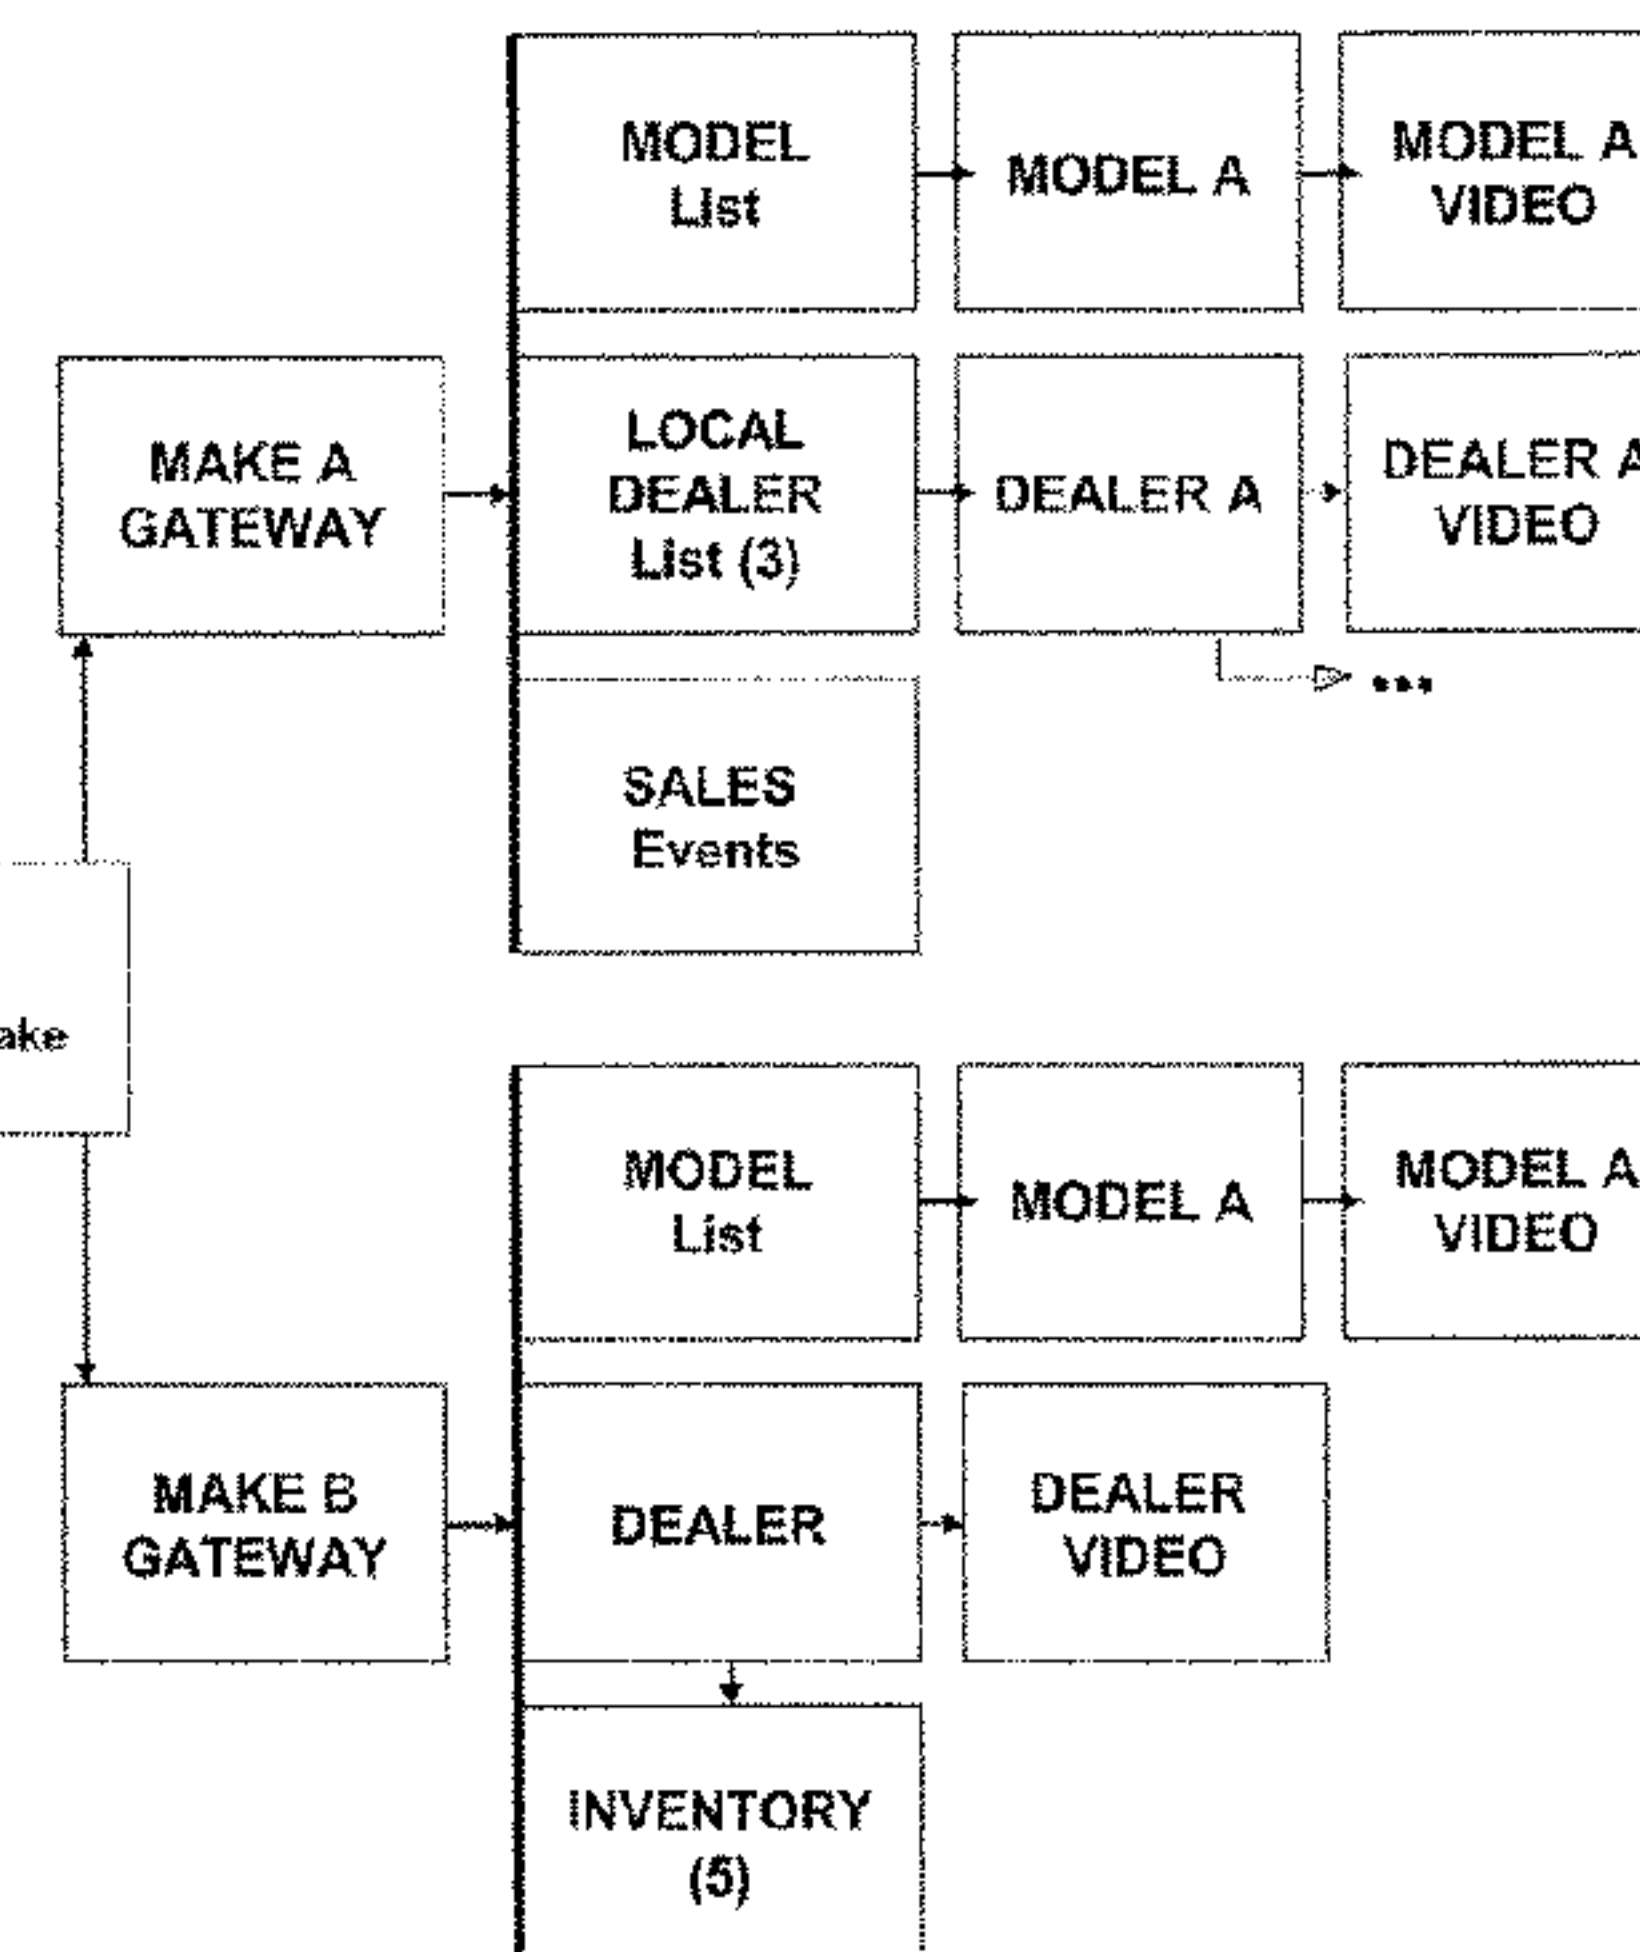 MODEL
List
MODEL A
MODEL A
VIDEO
MAKE A
GATEWAY
LOCAL
DEALER
List (3)
DEALER A
DEALER A
VIDEO
•••
SALES
Events
ake
MODEL
List
MODEL A
MODEL A
VIDEO
MAKE B
GATEWAY
DEALER
DEALER
VIDEO
INVENTORY
(5)